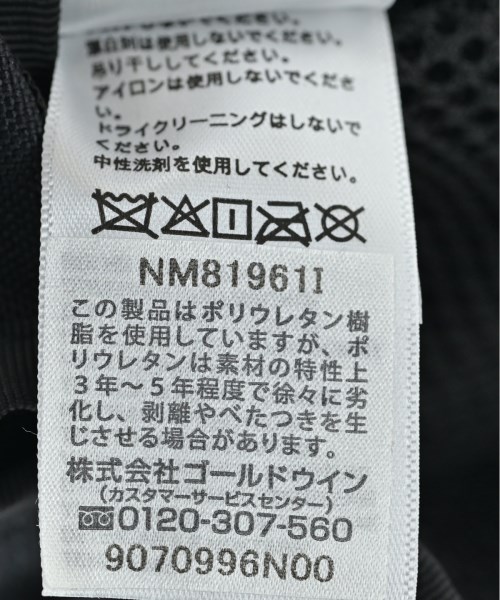 漂白剤は使用しないでください。
吊り干ししてください。
アイロンは使用しないでくださ
い。
ドライクリーニングはしないで
ください。
中性洗剤を使用してください。
NM81961I
この製品はポリウレタン樹
脂を使用していますが、ポ
リウレタンは素材の特性上
3年～5年程度で徐々に劣
化し、剥離やべたつきを生
じさせる場合があります。
株式会社ゴールドウイン
(カスタマーサービスセンター)
0120-307-560
9070996N00